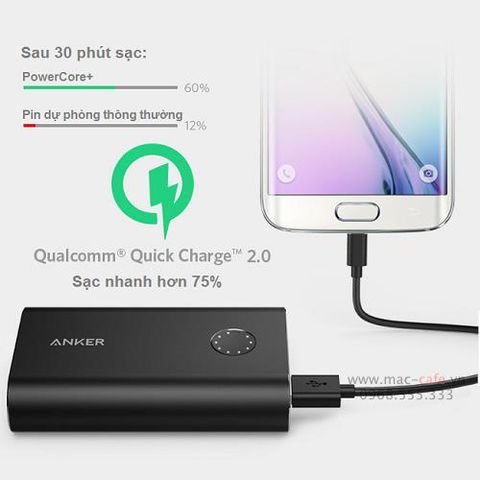 Sau 30 phút sạc:
PowerCore+
60%
Pin dự phòng thông thường
12%
Qualcomm® Quick Charge™ 2.0
Sạc nhanh hơn 75%
ANKER
www.mac-cafe.vn
0908.333.333